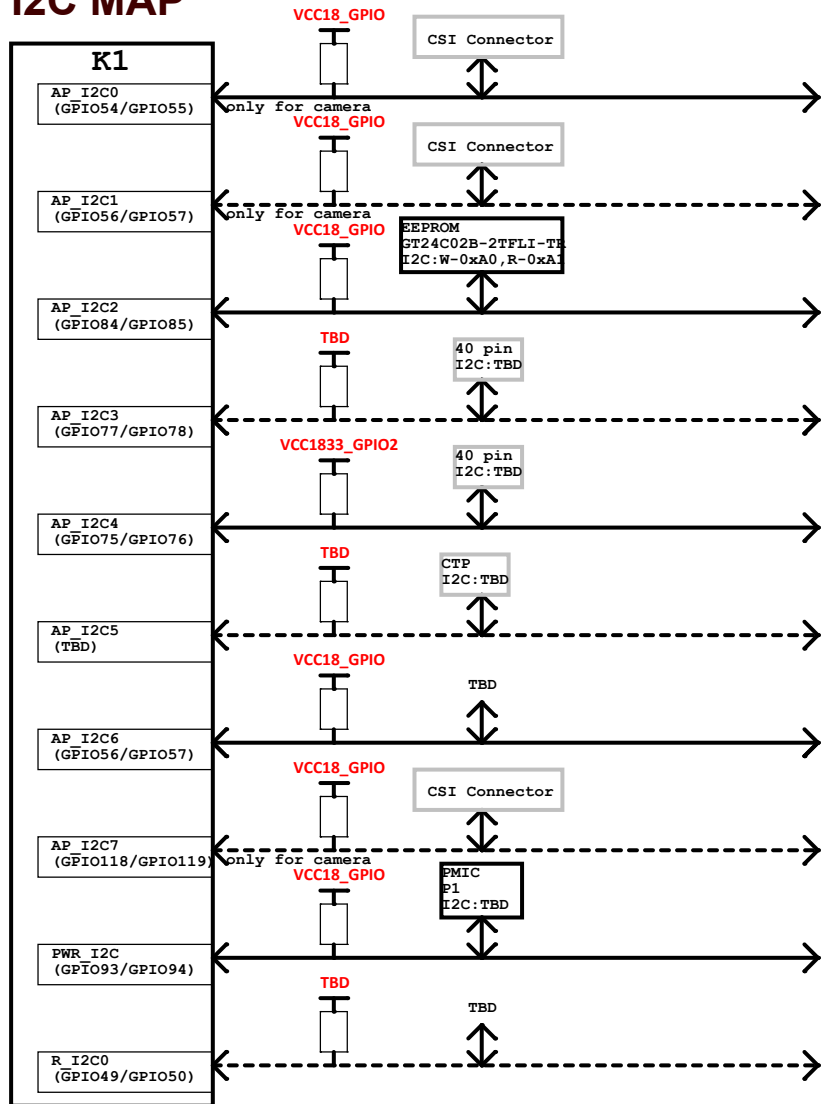 I2C MAP
K1
VCC18_GPIO
CSI Connector
AP_I2C0
(GPIO54/GPIO55)
only for camera
VCC18_GPIO
CSI Connector
AP_I2C1
(GPIO56/GPIO57)
only for camera
VCC18_GPIO
EEPROM
GT24C02B-2TFLI-TR
I2C:W-0xA0,R-0xA1
AP_I2C2
(GPIO84/GPIO85)
TBD
40 pin
I2C:TBD
AP_I2C3
(GPIO77/GPIO78)
VCC1833_GPIO2
40 pin
I2C:TBD
AP_I2C4
(GPIO75/GPIO76)
TBD
CTP
I2C:TBD
AP_I2C5
(TBD)
VCC18_GPIO
TBD
AP_I2C6
(GPIO56/GPIO57)
VCC18_GPIO
CSI Connector
AP_I2C7
(GPIO118/GPIO119)
only for camera
VCC18_GPIO
PMIC
P1
I2C:TBD
PWR_I2C
(GPIO93/GPIO94)
TBD
TBD
R_I2C0
(GPIO49/GPIO50)